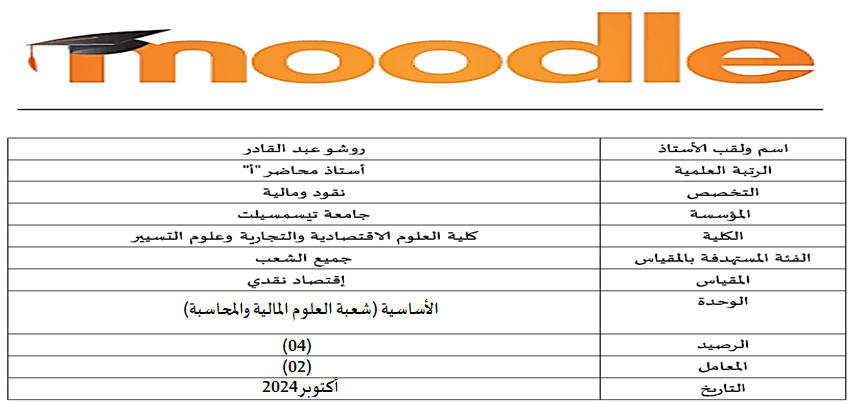 moodle
اسم ولقب الأستاذ روشو عبد القادر
الرتبة العلمية أستاذ محاضر "أ"
التخصص نقود ومالية
المؤسسة جامعة تيسمسيلت
الكلية كلية العلوم الاقتصادية والتجارية وعلوم التسيير
الفئة المستهدفة بالمقياس جميع الشعب
المقياس إقتصاد نقدي
الوحدة الأساسية (شعبة العلوم المالية والمحاسبة)
الرصيد (04)
المعامل (02)
التاريخ أكتوبر2024